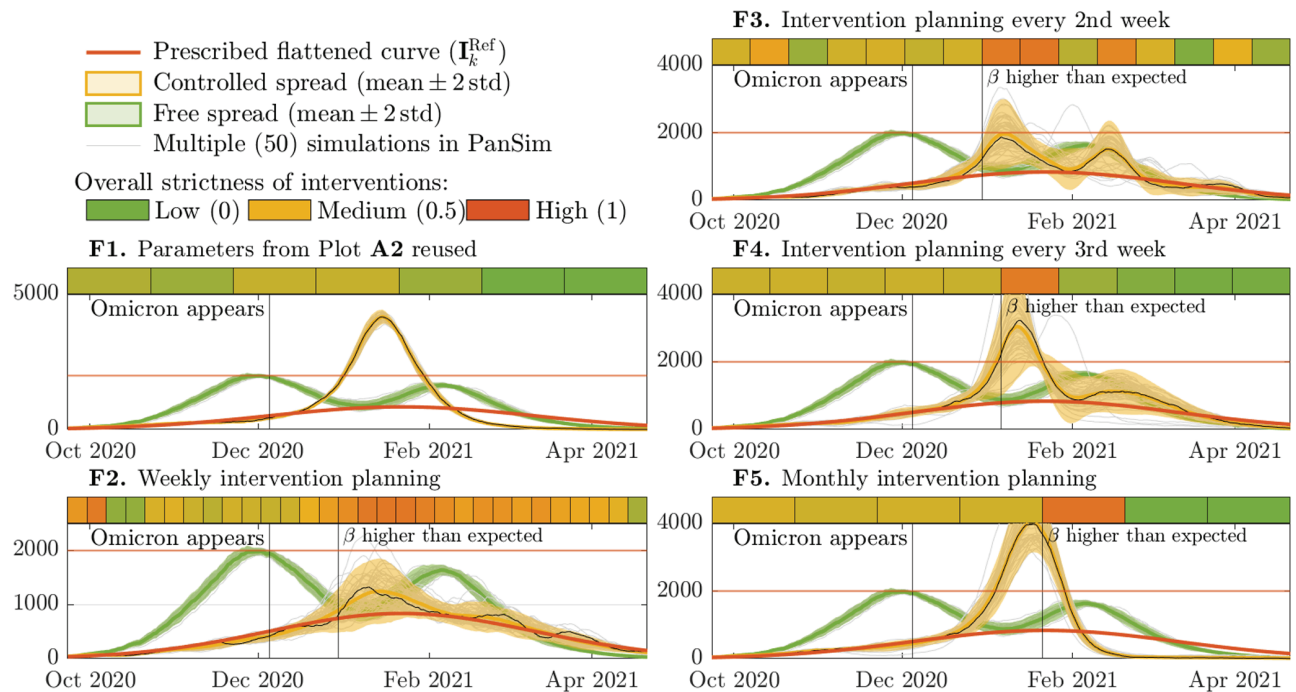 Prescribed flattened curve (I_k^Ref)
Controlled spread (mean ± 2 std)
Free spread (mean ± 2 std)
Multiple (50) simulations in PanSim
Overall strictness of interventions:
Low (0) Medium (0.5) High (1)
F1. Parameters from Plot A2 reused
Omicron appears
5000
0
Oct 2020 Dec 2020 Feb 2021 Apr 2021
F2. Weekly intervention planning
Omicron appears
β higher than expected
2000
1000
0
Oct 2020 Dec 2020 Feb 2021 Apr 2021
F3. Intervention planning every 2nd week
4000
Omicron appears
β higher than expected
2000
0
Oct 2020 Dec 2020 Feb 2021 Apr 2021
F4. Intervention planning every 3rd week
4000
Omicron appears
β higher than expected
2000
0
Oct 2020 Dec 2020 Feb 2021 Apr 2021
F5. Monthly intervention planning
4000
Omicron appears
β higher than expected
2000
0
Oct 2020 Dec 2020 Feb 2021 Apr 2021